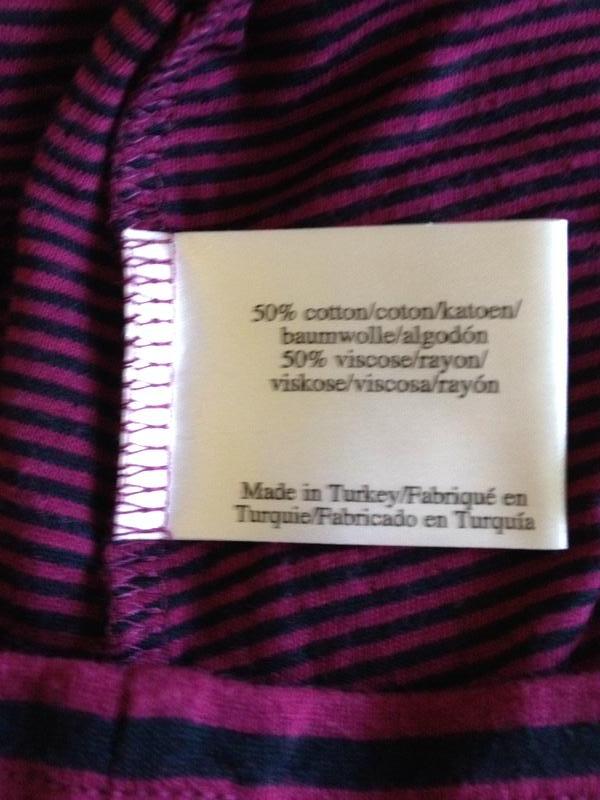 50% cotton/coton/katoen/
baumwolle/algodón
50% viscose/rayon/
viskose/viscosa/rayón
Made in Turkey/Fabriqué en
Turquie/Fabricado en Turquía